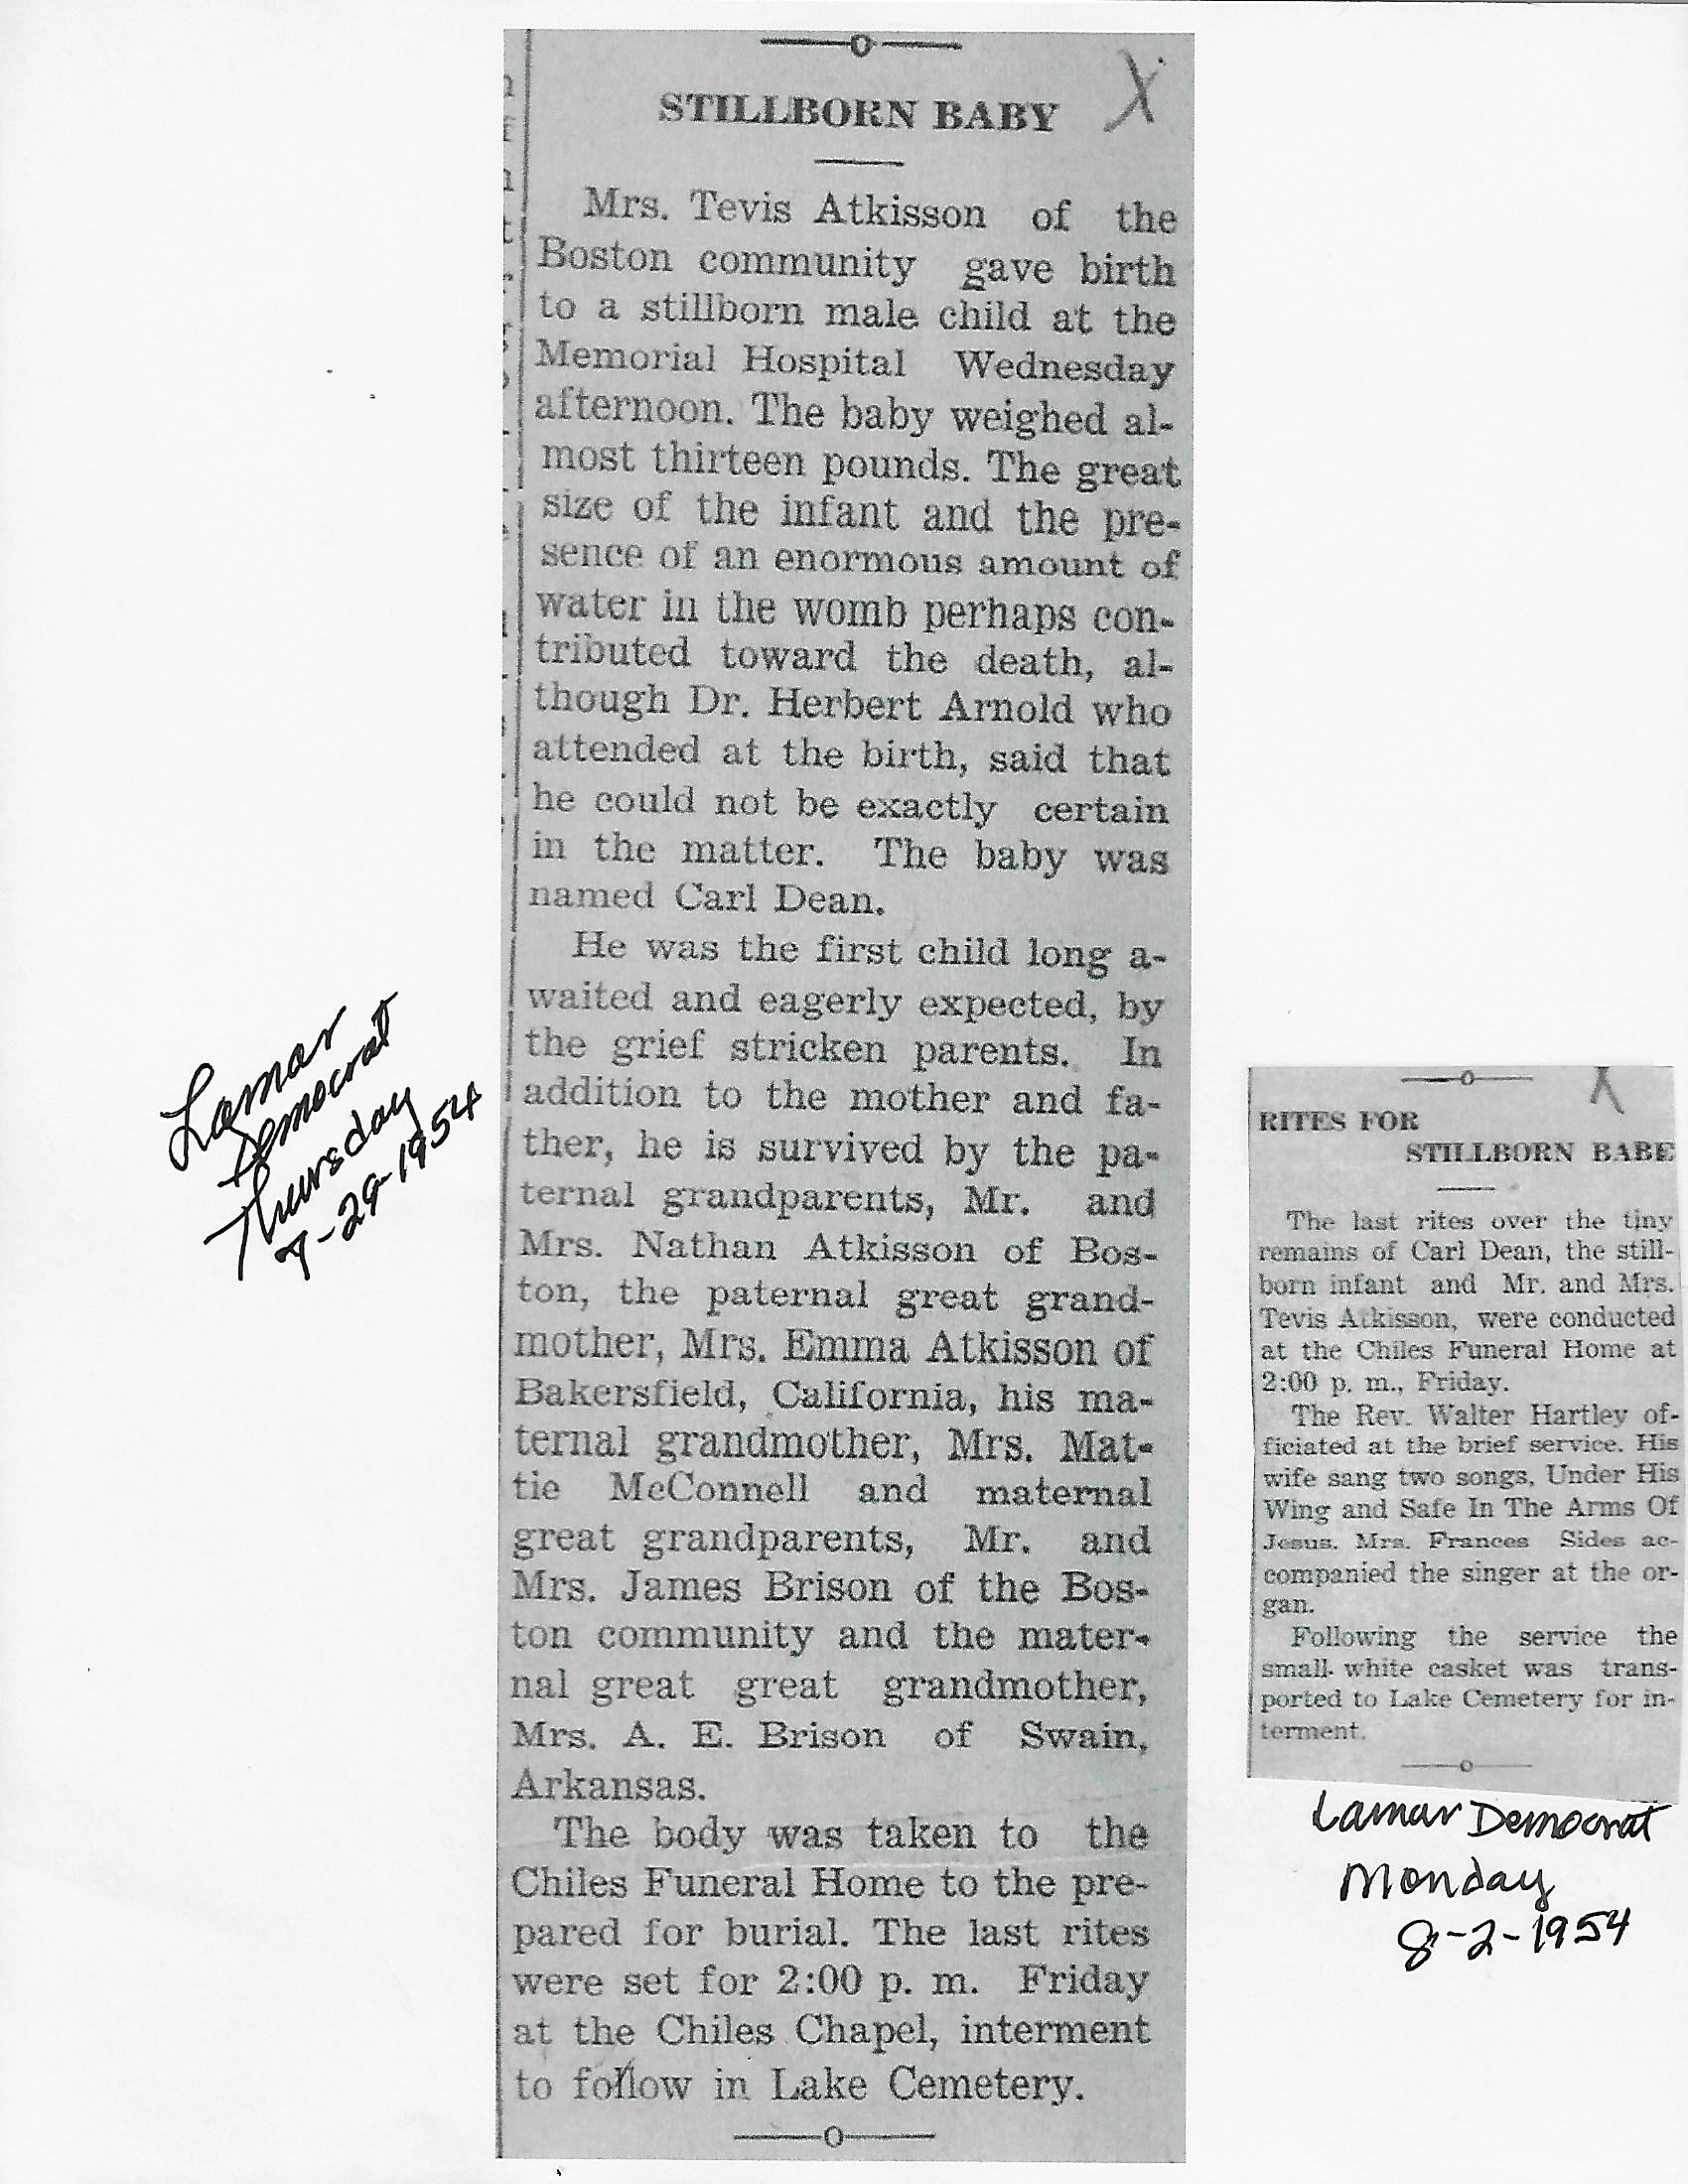 X
STILLBORN BABY
Mrs. Tevis Atkisson of the
Boston community gave birth
to a stillborn male child at the
Memorial Hospital Wednesday
afternoon. The baby weighed al-
most thirteen pounds. The great
size of the infant and the pre-
sence of an enormous amount of
water in the womb perhaps con-
tributed toward the death, al-
though Dr. Herbert Arnold who
attended at the birth, said that
he could not be exactly certain
in the matter. The baby was
named Carl Dean.
He was the first child long a-
waited and eagerly expected, by
the grief stricken parents. In
addition to the mother and fa-
ther, he is survived by the pa-
ternal grandparents, Mr. and
Mrs. Nathan Atkisson of Bos-
ton, the paternal great grand-
mother, Mrs. Emma Atkisson of
Bakersfield, California, his ma-
ternal grandmother, Mrs. Mat-
tie McConnell and maternal
great grandparents, Mr. and
Mrs. James Brison of the Bos-
ton community and the mater-
nal great great grandmother,
Mrs. A. E. Brison of Swain,
Arkansas.
The body was taken to the
Chiles Funeral Home to the pre-
pared for burial. The last rites
were set for 2:00 p. m. Friday
at the Chiles Chapel, interment
to follow in Lake Cemetery.
Lamar
Democrat
Thursday
7-29-1954
X
RITES FOR
STILLBORN BABE
The last rites over the tiny
remains of Carl Dean, the still-
born infant and Mr. and Mrs.
Tevis Atkisson, were conducted
at the Chiles Funeral Home at
2:00 p. m., Friday.
The Rev. Walter Hartley of-
ficiated at the brief service. His
wife sang two songs, Under His
Wing and Safe In The Arms Of
Jesus. Mrs. Frances Sides ac-
companied the singer at the or-
gan.
Following the service the
small white casket was trans-
ported to Lake Cemetery for in-
terment.
Lamar Democrat
Monday
8-2-1954